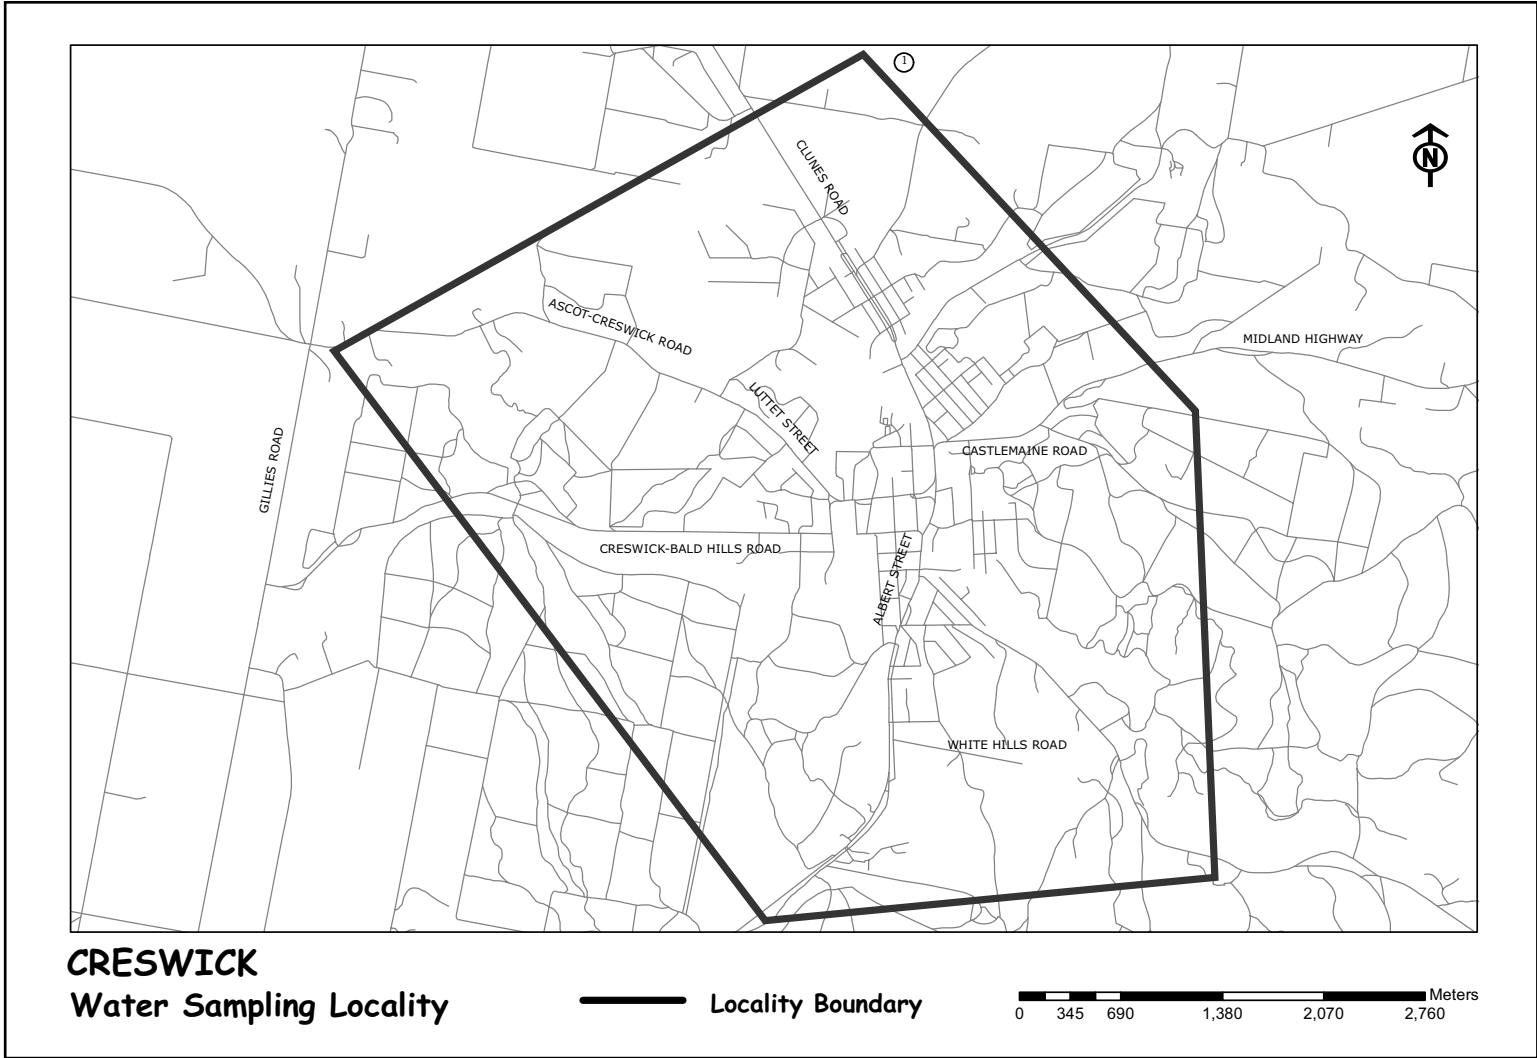 1
CLUNES ROAD
N
ASCOT-CRESWICK ROAD
MIDLAND HIGHWAY
LUTTET STREET
GILLIES ROAD
CASTLEMAINE ROAD
CRESWICK-BALD HILLS ROAD
ALBERT STREET
WHITE HILLS ROAD
CRESWICK
Water Sampling Locality
Locality Boundary
Meters
0 345 690 1,380 2,070 2,760